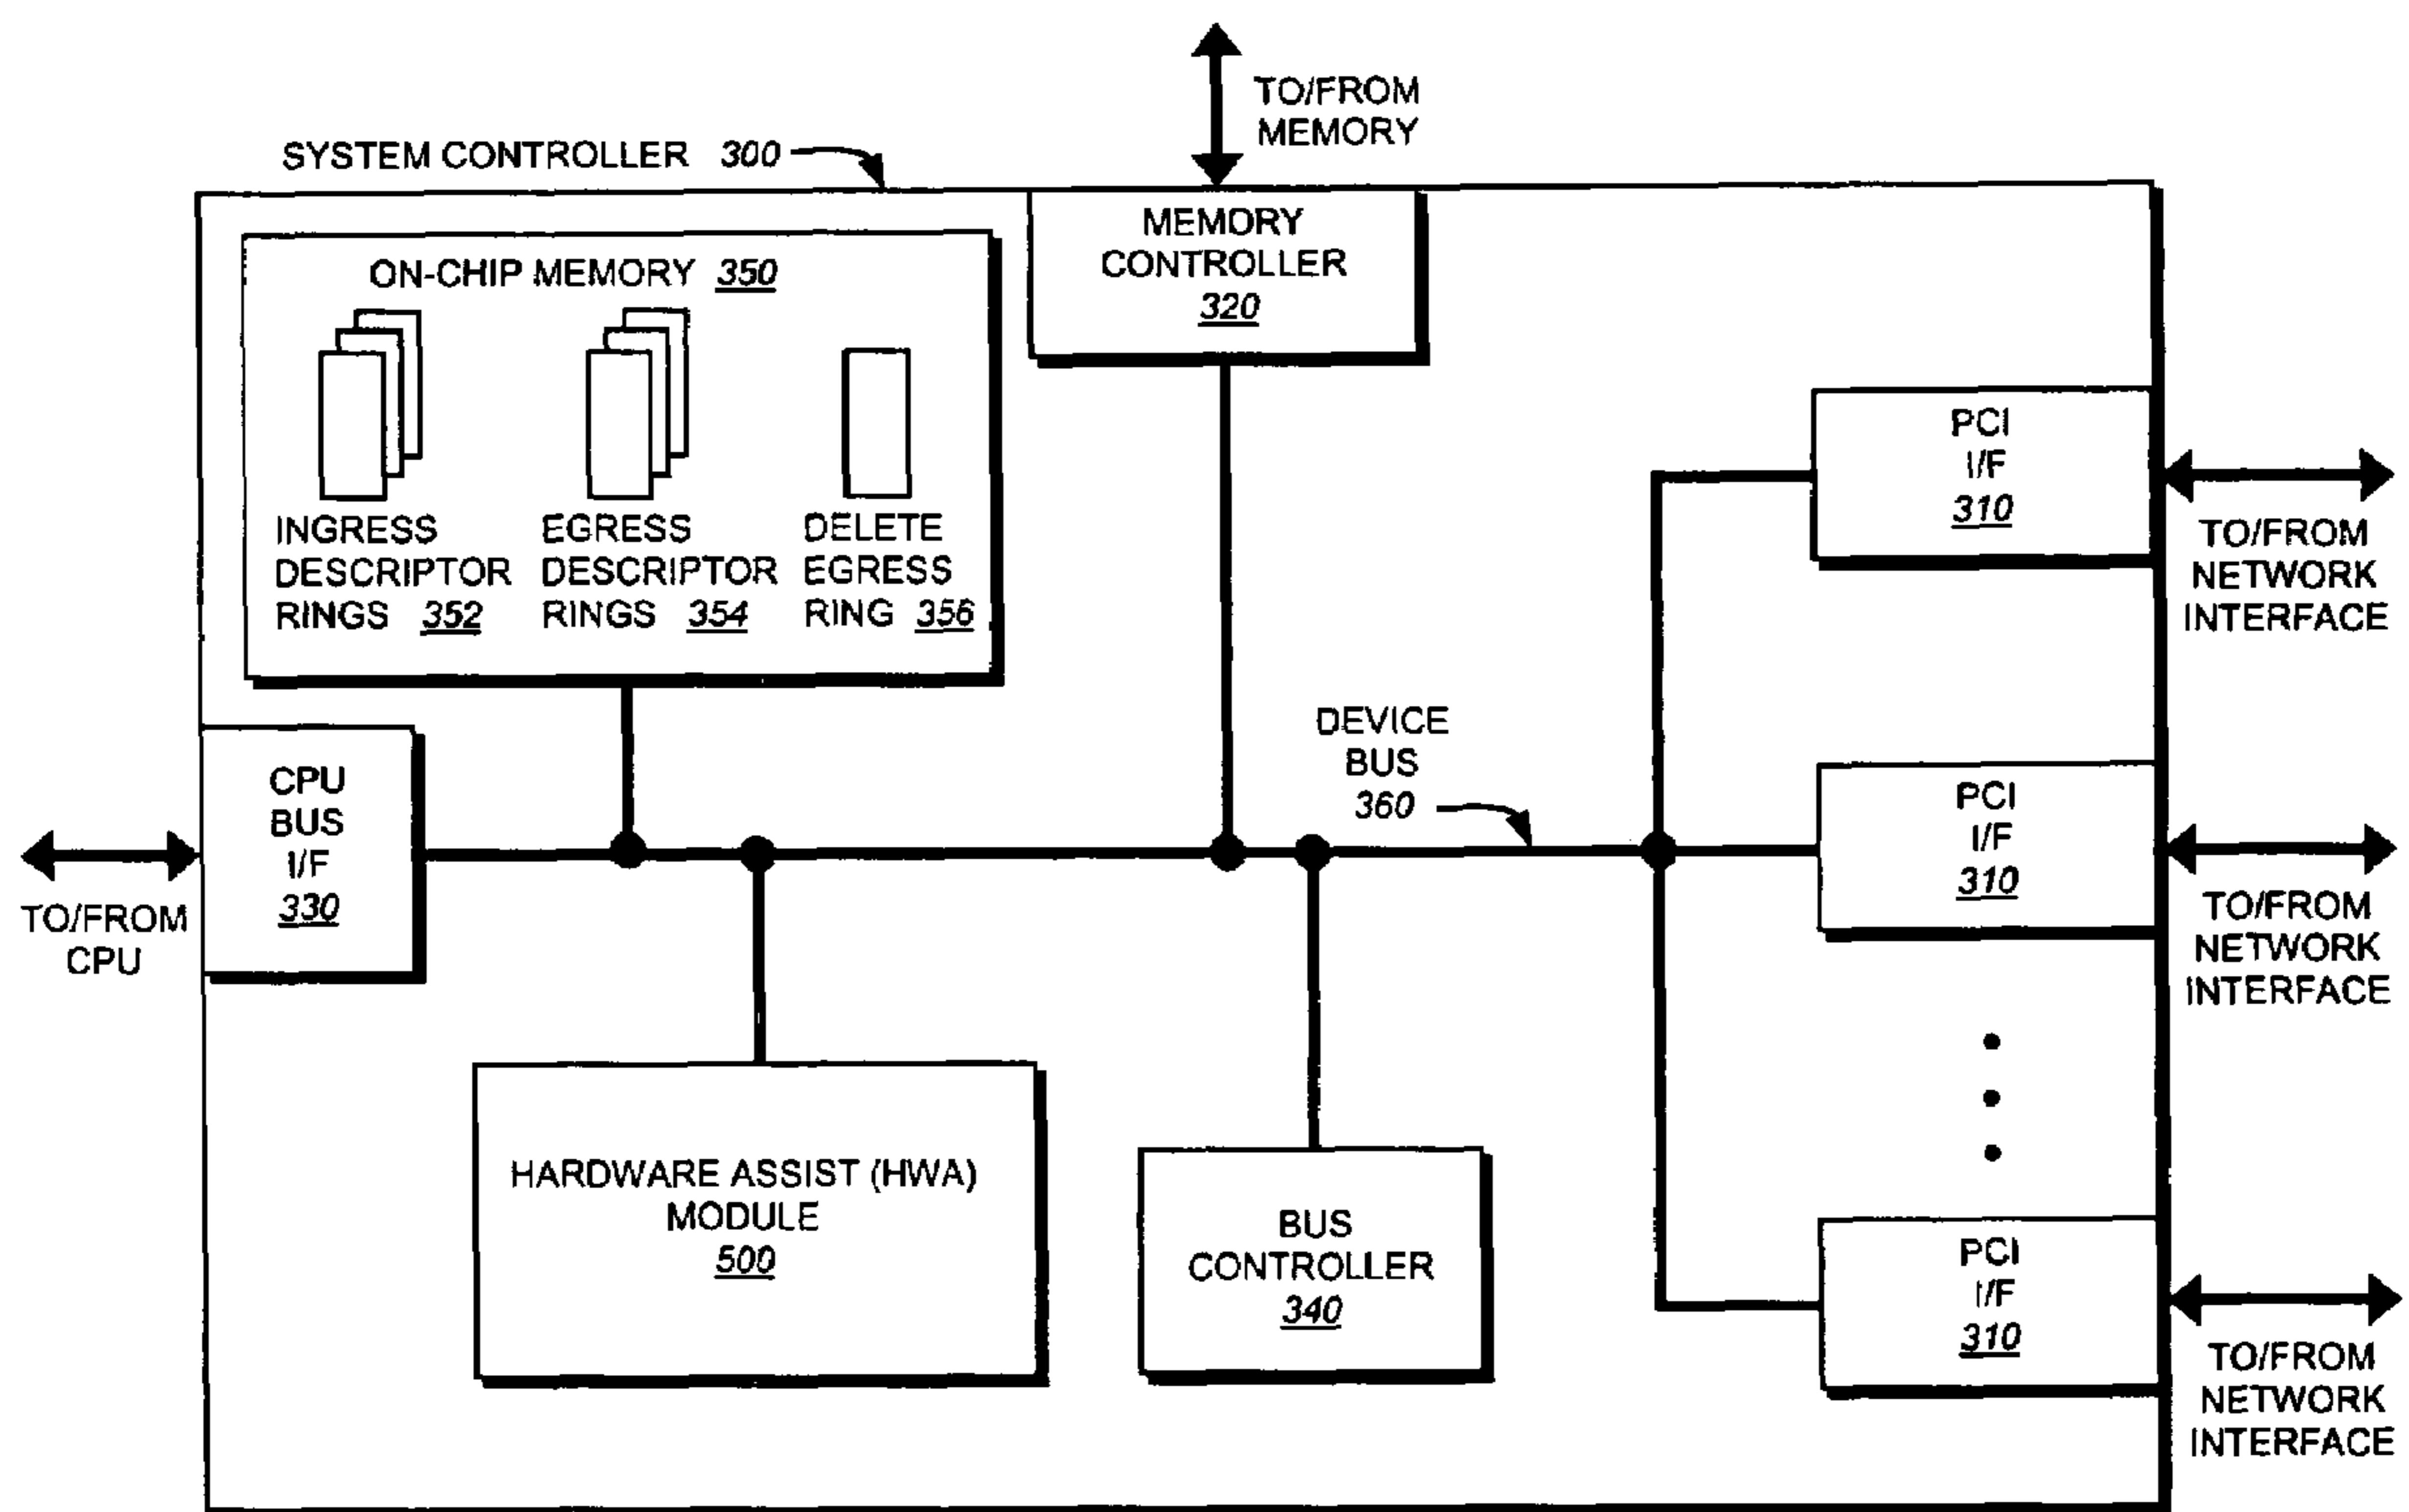 TO/FROM
MEMORY
SYSTEM CONTROLLER 300
MEMORY
CONTROLLER
320
ON-CHIP MEMORY 350
INGRESS
DESCRIPTOR
RINGS 352
EGRESS
DESCRIPTOR
RINGS 354
DELETE
EGRESS
RING 356
PCI
I/F
310
TO/FROM
NETWORK
INTERFACE
CPU
BUS
I/F
330
TO/FROM
CPU
DEVICE
BUS
360
PCI
I/F
310
TO/FROM
NETWORK
INTERFACE
HARDWARE ASSIST (HWA)
MODULE
500
BUS
CONTROLLER
340
PCI
I/F
310
TO/FROM
NETWORK
INTERFACE